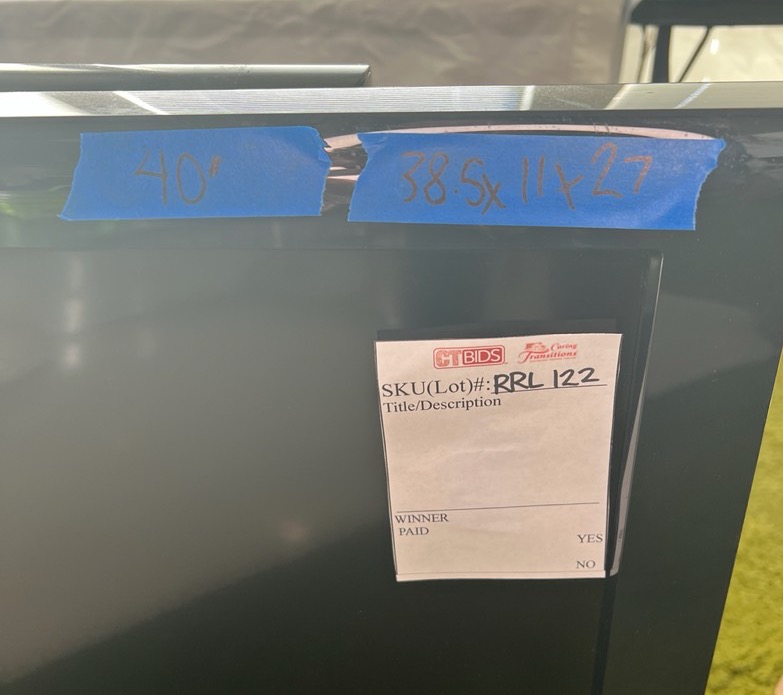 40"
38.5x11x27
CTBIDS
Caring
Transitions
SKU(Lot)#: RRL 122
Title/Description
WINNER
PAID
YES
NO